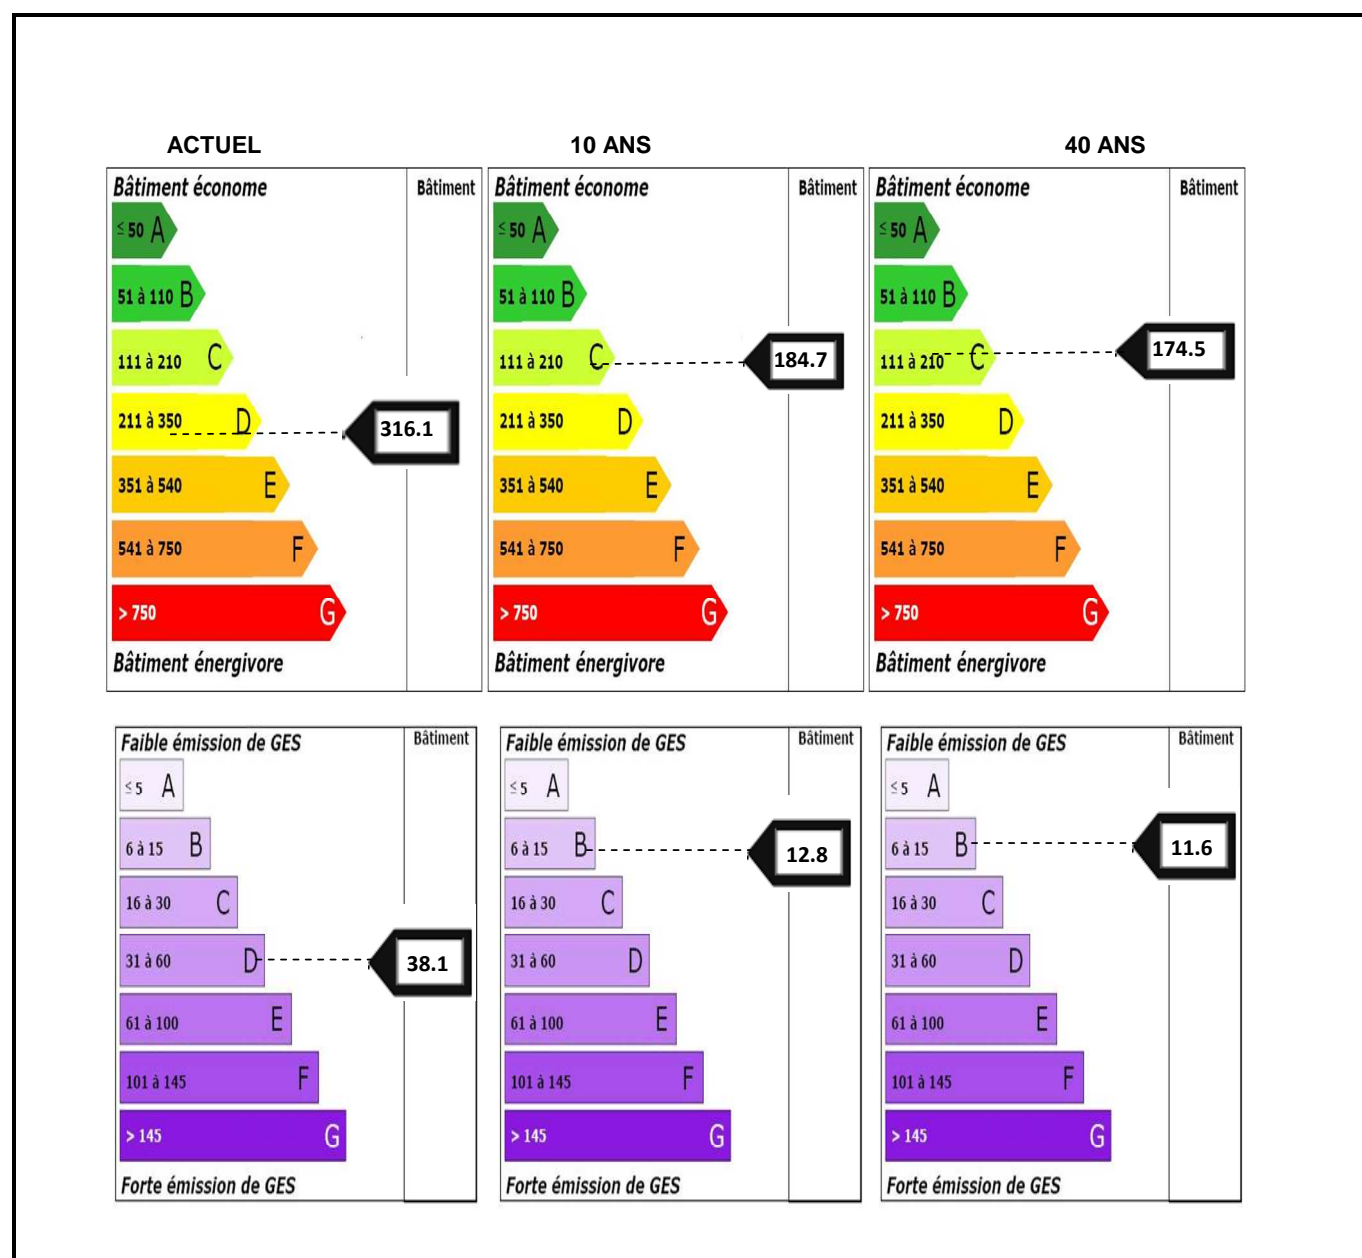 ACTUEL
10 ANS
40 ANS
Bâtiment économe
Bâtiment
≤ 50 A
51 à 110 B
111 à 210 C
211 à 350 D
316.1
351 à 540 E
541 à 750 F
> 750 G
Bâtiment énergivore
Bâtiment économe
Bâtiment
≤ 50 A
51 à 110 B
111 à 210 C
184.7
211 à 350 D
351 à 540 E
541 à 750 F
> 750 G
Bâtiment énergivore
Bâtiment économe
Bâtiment
≤ 50 A
51 à 110 B
111 à 210 C
174.5
211 à 350 D
351 à 540 E
541 à 750 F
> 750 G
Bâtiment énergivore
Faible émission de GES
Bâtiment
≤ 5 A
6 à 15 B
16 à 30 C
31 à 60 D
38.1
61 à 100 E
101 à 145 F
> 145 G
Forte émission de GES
Faible émission de GES
Bâtiment
≤ 5 A
6 à 15 B
12.8
16 à 30 C
31 à 60 D
61 à 100 E
101 à 145 F
> 145 G
Forte émission de GES
Faible émission de GES
Bâtiment
≤ 5 A
6 à 15 B
11.6
16 à 30 C
31 à 60 D
61 à 100 E
101 à 145 F
> 145 G
Forte émission de GES